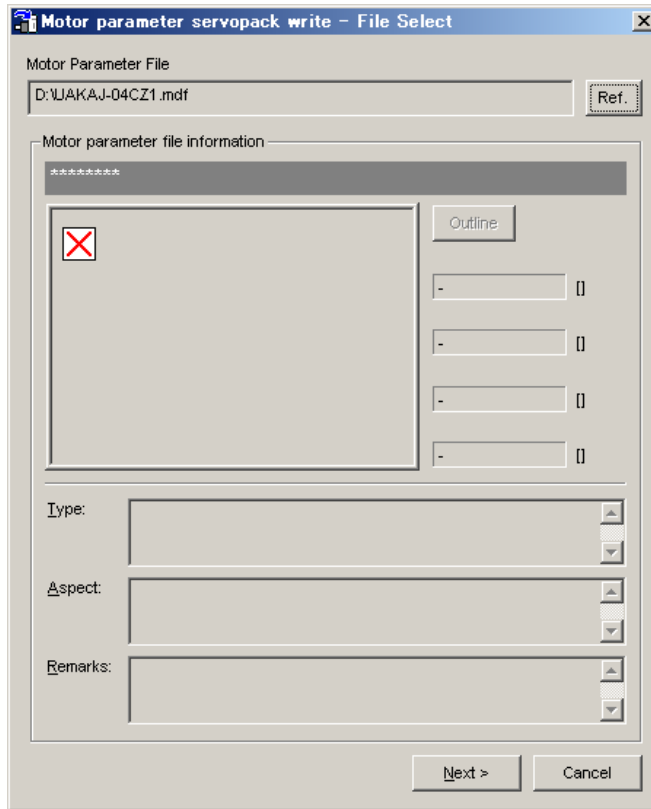 Motor parameter servopack write - File Select
Motor Parameter File
D:\UAKAJ-04CZ1.mdf
Ref.
Motor parameter file information
********
Outline
- []
- []
- []
- []
Type:
Aspect:
Remarks:
Next >
Cancel